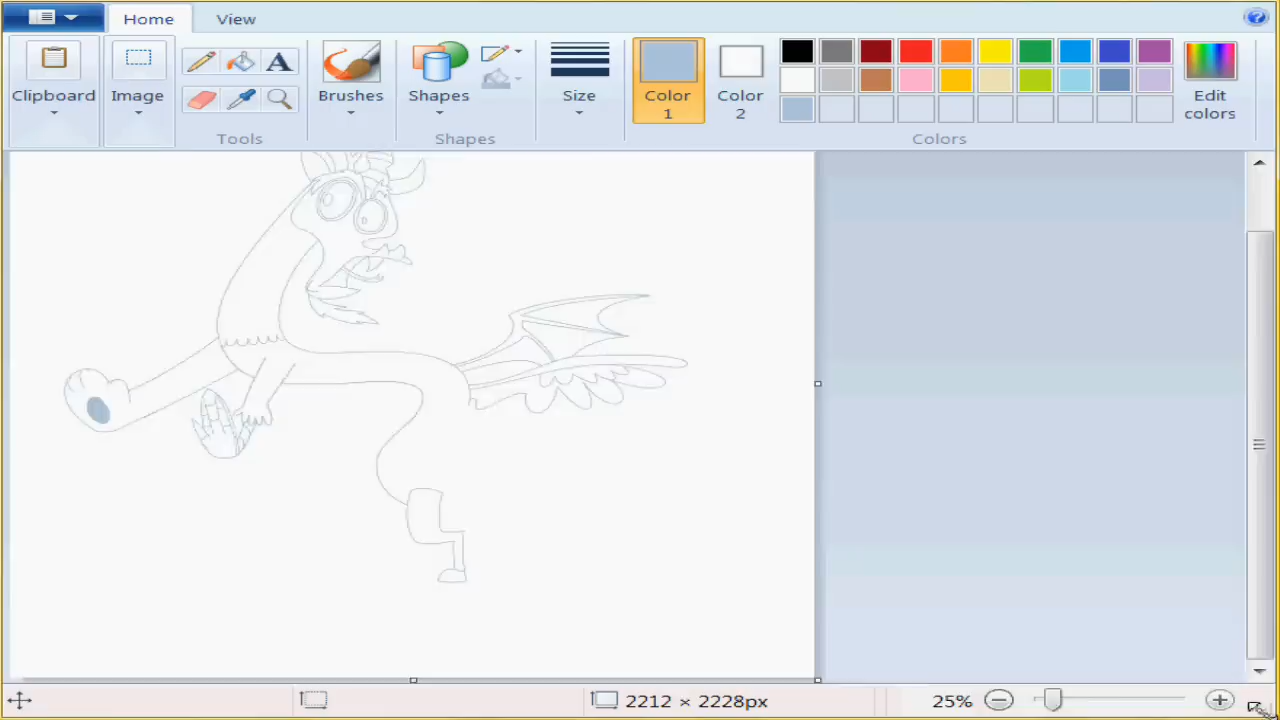 Home View
Clipboard Image Tools Brushes Shapes Shapes Size Color 1 Color 2 Colors Edit colors
2212 × 2228px 25%